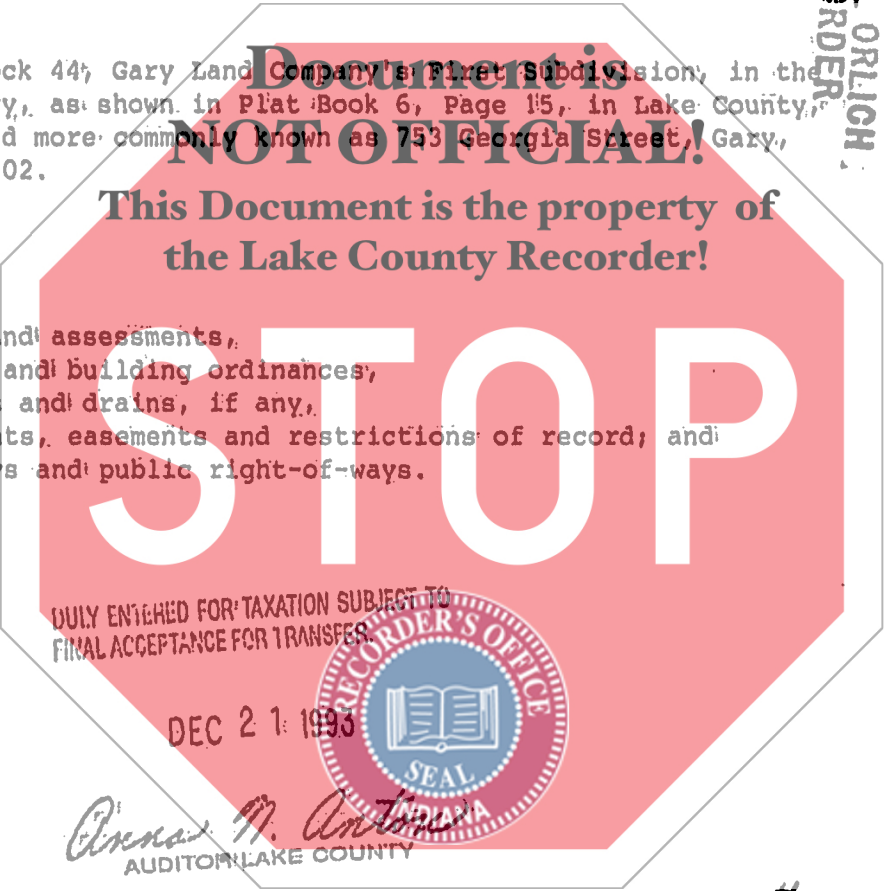 ck 44, Gary Land Company's First Subdivision, in the
y, as shown in Plat Book 6, Page 15, in Lake County,
d more commonly known as 753 Georgia Street, Gary,
02.
Document is
NOT OFFICIAL!
This Document is the property of
the Lake County Recorder!
ORLICH
RDER
nd assessments,
and building ordinances,
and drains, if any,
ts, easements and restrictions of record; and
s and public right-of-ways.
STOP
DULY ENTERED FOR TAXATION SUBJECT TO
FINAL ACCEPTANCE FOR TRANSFER.
DEC 21 1993
RECORDER'S OFFICE
SEAL
INDIANA
Anna N. Anton
AUDITOR LAKE COUNTY